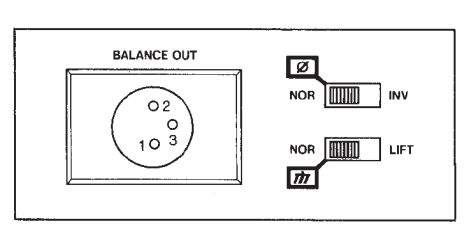 BALANCE OUT
Ø
NOR INV
2
1 3
NOR LIFT